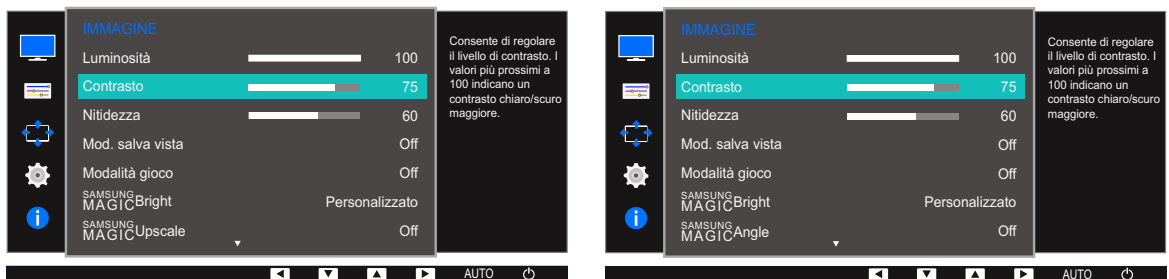 IMMAGINE
Luminosità 100
Contrasto 75
Nitidezza 60
Mod. salva vista Off
Modalità gioco Off
SAMSUNG MAGIC Bright Personalizzato
SAMSUNG MAGIC Upscale Off
Consente di regolare
il livello di contrasto. I
valori più prossimi a
100 indicano un
contrasto chiaro/scuro
maggiore.
AUTO
IMMAGINE
Luminosità 100
Contrasto 75
Nitidezza 60
Mod. salva vista Off
Modalità gioco Off
SAMSUNG MAGIC Bright Personalizzato
SAMSUNG MAGIC Angle Off
Consente di regolare
il livello di contrasto. I
valori più prossimi a
100 indicano un
contrasto chiaro/scuro
maggiore.
AUTO